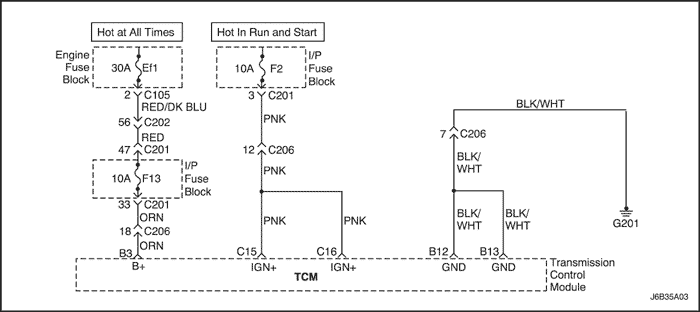 Hot at All Times
Hot In Run and Start
Engine
Fuse
Block
30A
Ef1
10A
F2
I/P
Fuse
Block
2
C105
3
C201
RED/DK BLU
BLK/WHT
PNK
56
C202
RED
47
C201
7
C206
12
C206
BLK/
WHT
PNK
10A
F13
I/P
Fuse
Block
33
C201
ORN
PNK
PNK
BLK/
WHT
BLK/
WHT
G201
18
C206
ORN
B3
B+
C15
IGN+
C16
IGN+
B12
GND
B13
GND
TCM
Transmission
Control
Module
J6B35A03